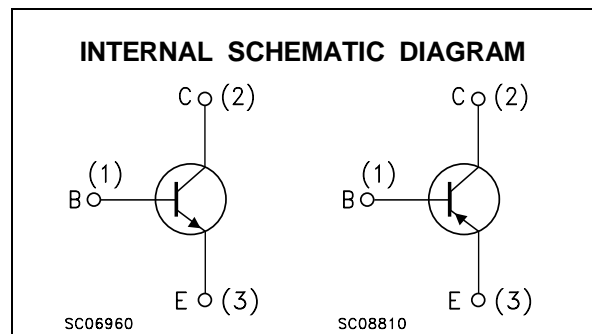 INTERNAL SCHEMATIC DIAGRAM
C (2) C (2)
(1) (1)
B B
E (3) E (3)
SC06960 SC08810